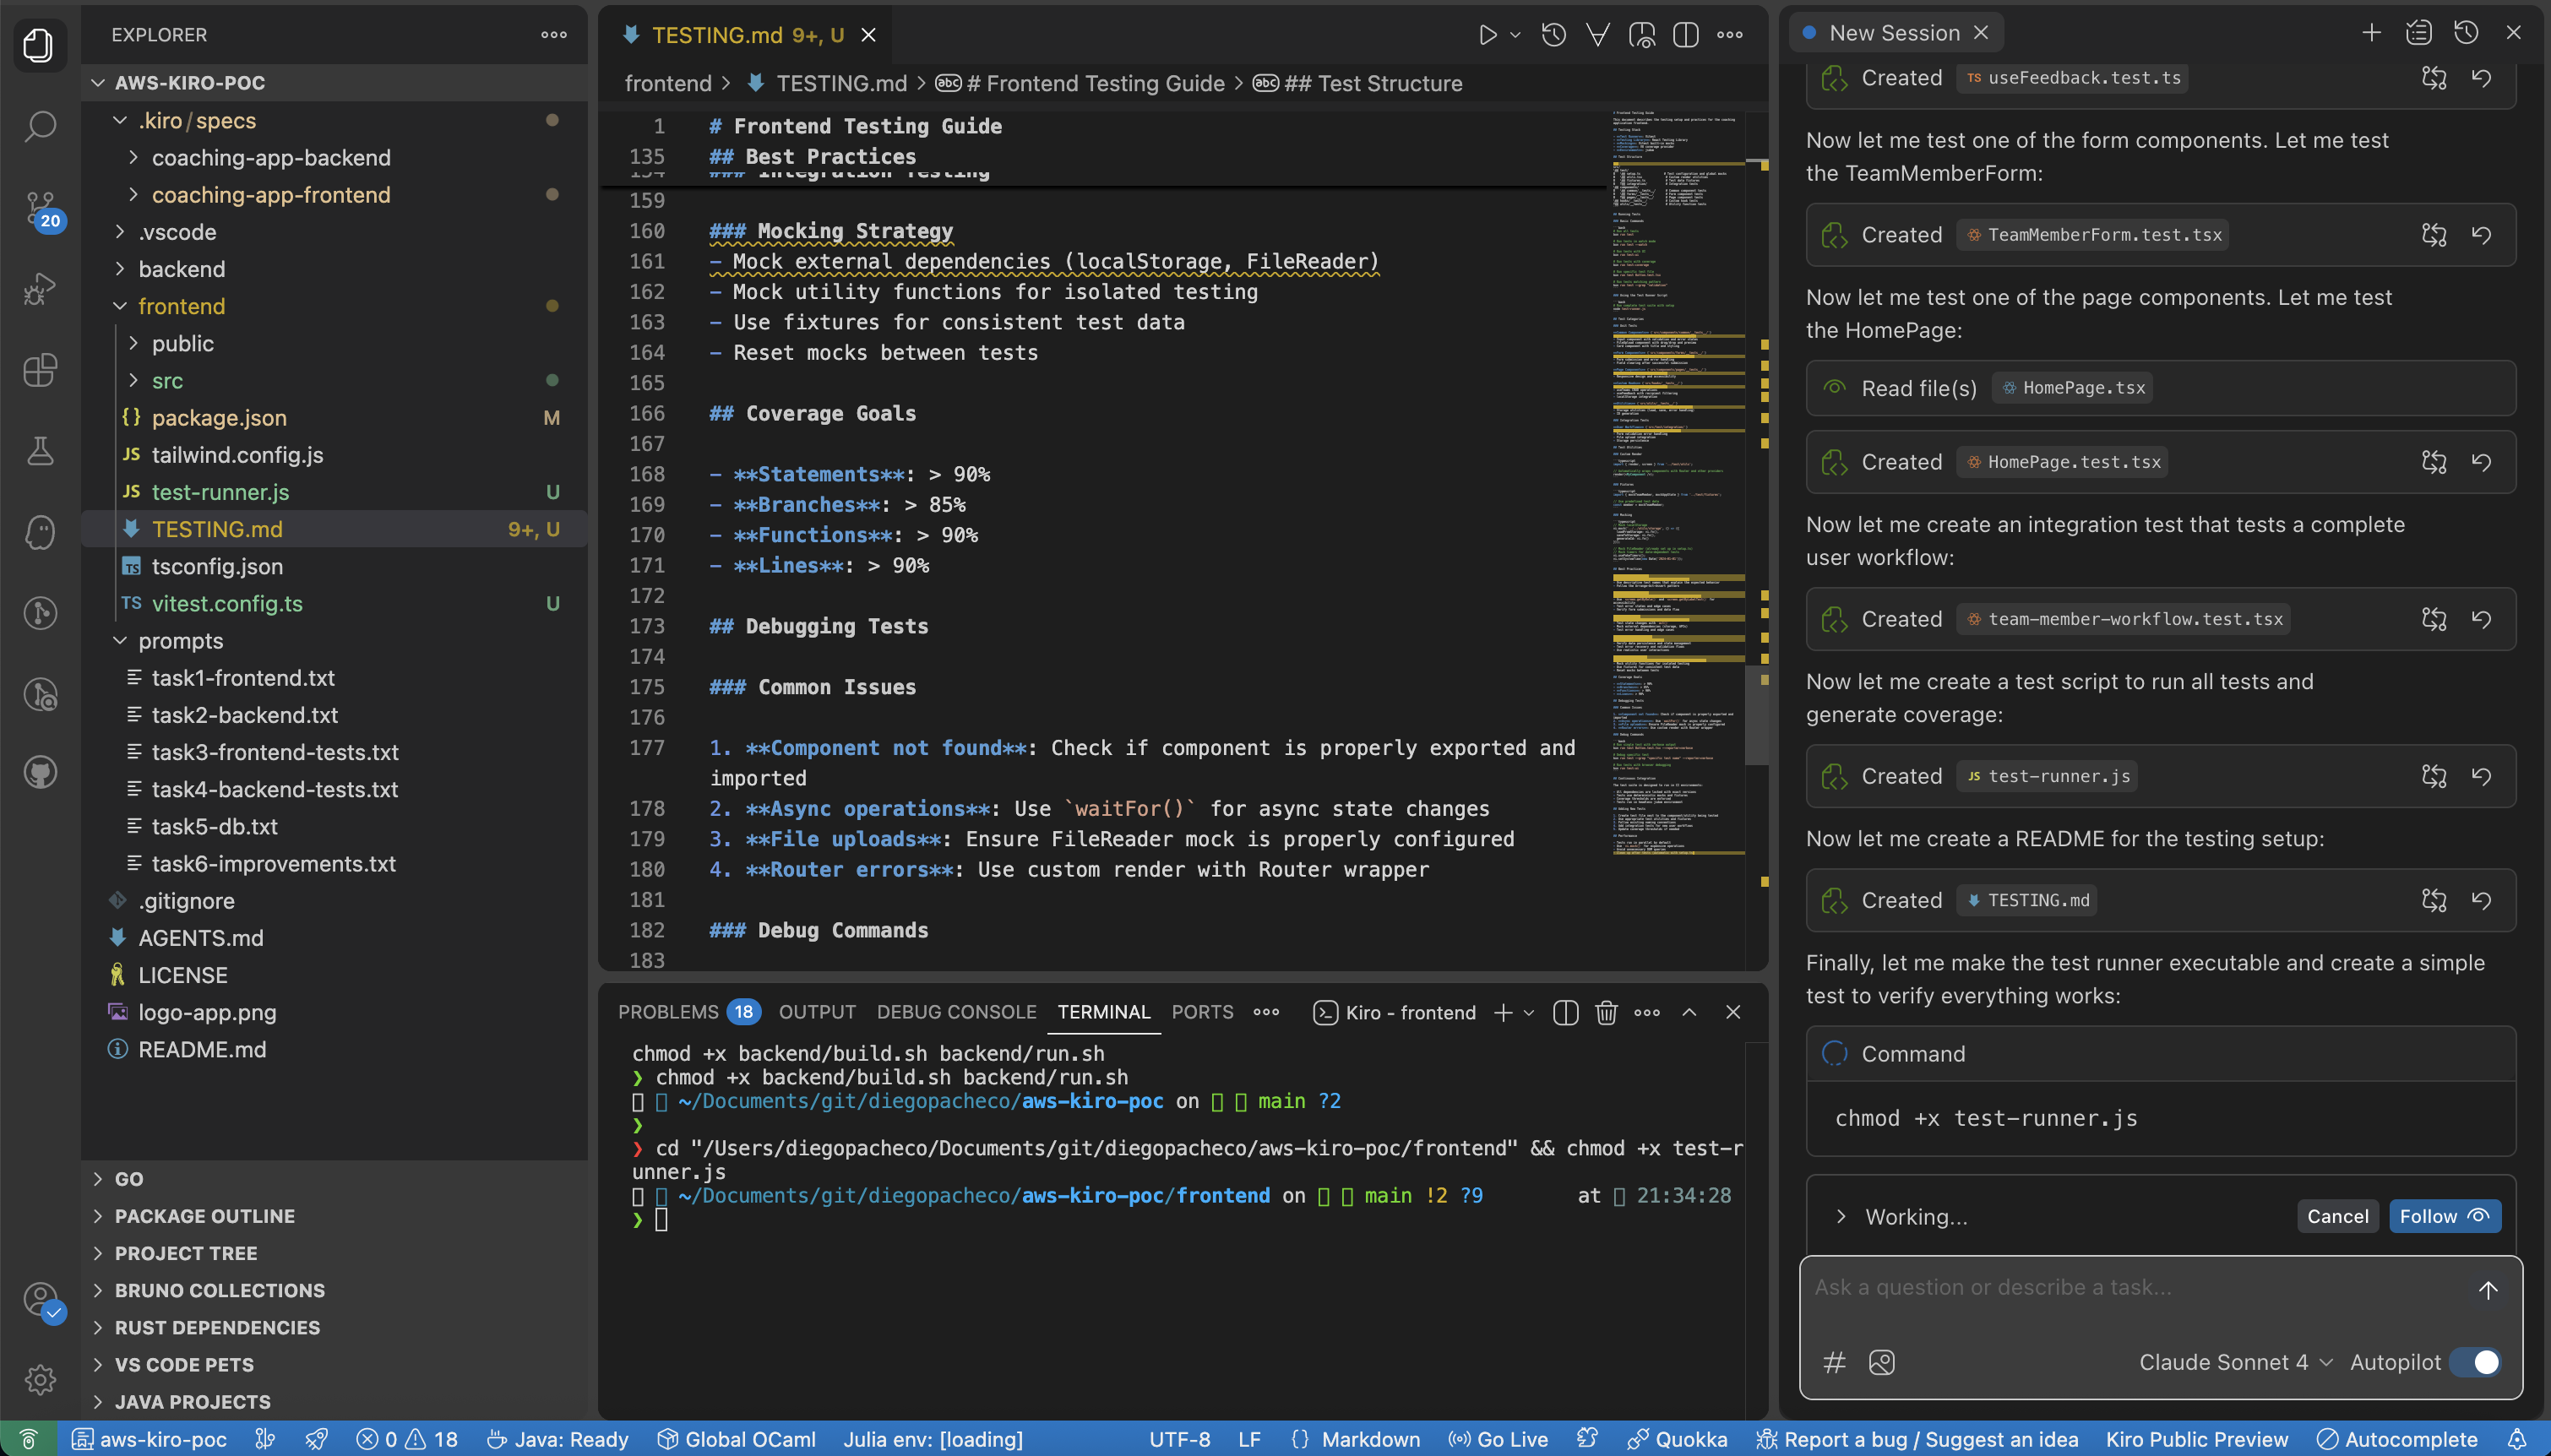 EXPLORER
AWS-KIRO-POC
.kiro/specs
coaching-app-backend
coaching-app-frontend
.vscode
backend
frontend
public
src
{} package.json M
JS tailwind.config.js
JS test-runner.js U
TESTING.md 9+, U
TS tsconfig.json
TS vitest.config.ts U
prompts
task1-frontend.txt
task2-backend.txt
task3-frontend-tests.txt
task4-backend-tests.txt
task5-db.txt
task6-improvements.txt
.gitignore
AGENTS.md
LICENSE
logo-app.png
README.md
GO
PACKAGE OUTLINE
PROJECT TREE
BRUNO COLLECTIONS
RUST DEPENDENCIES
VS CODE PETS
JAVA PROJECTS
20
TESTING.md 9+, U
frontend > TESTING.md > abc # Frontend Testing Guide > abc ## Test Structure
1 # Frontend Testing Guide
135 ## Best Practices
154 ### Integration Testing
159
160 ### Mocking Strategy
161 - Mock external dependencies (localStorage, FileReader)
162 - Mock utility functions for isolated testing
163 - Use fixtures for consistent test data
164 - Reset mocks between tests
165
166 ## Coverage Goals
167
168 - **Statements**: > 90%
169 - **Branches**: > 85%
170 - **Functions**: > 90%
171 - **Lines**: > 90%
172
173 ## Debugging Tests
174
175 ### Common Issues
176
177 1. **Component not found**: Check if component is properly exported and
imported
178 2. **Async operations**: Use `waitFor()` for async state changes
179 3. **File uploads**: Ensure FileReader mock is properly configured
180 4. **Router errors**: Use custom render with Router wrapper
181
182 ### Debug Commands
183
PROBLEMS 18 OUTPUT DEBUG CONSOLE TERMINAL PORTS Kiro - frontend
chmod +x backend/build.sh backend/run.sh
❯ chmod +x backend/build.sh backend/run.sh
~/Documents/git/diegopacheco/aws-kiro-poc on main ?2
❯
❯ cd "/Users/diegopacheco/Documents/git/diegopacheco/aws-kiro-poc/frontend" && chmod +x test-r
unner.js
~/Documents/git/diegopacheco/aws-kiro-poc/frontend on main !2 ?9 at 21:34:28
❯
New Session
Created TS useFeedback.test.ts
Now let me test one of the form components. Let me test
the TeamMemberForm:
Created TeamMemberForm.test.tsx
Now let me test one of the page components. Let me test
the HomePage:
Read file(s) HomePage.tsx
Created HomePage.test.tsx
Now let me create an integration test that tests a complete
user workflow:
Created team-member-workflow.test.tsx
Now let me create a test script to run all tests and
generate coverage:
Created JS test-runner.js
Now let me create a README for the testing setup:
Created TESTING.md
Finally, let me make the test runner executable and create a simple
test to verify everything works:
Command
chmod +x test-runner.js
Working... Cancel Follow
Ask a question or describe a task...
# Claude Sonnet 4 Autopilot
aws-kiro-poc 0 18 Java: Ready Global OCaml Julia env: [loading] UTF-8 LF {} Markdown Go Live Quokka Report a bug / Suggest an idea Kiro Public Preview Autocomplete